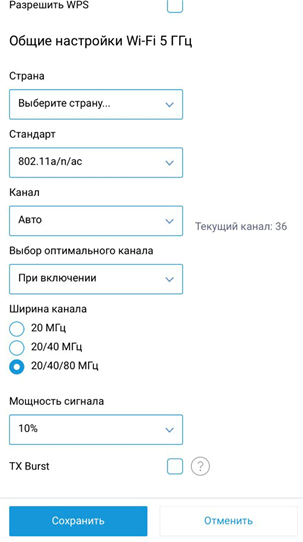 Разрешить WPS
Общие настройки Wi-Fi 5 ГГц
Страна
Выберите страну...
Стандарт
802.11a/n/ac
Канал
Авто
Текущий канал: 36
Выбор оптимального канала
При включении
Ширина канала
20 МГц
20/40 МГц
20/40/80 МГц
Мощность сигнала
10%
TX Burst
?
Сохранить
Отменить